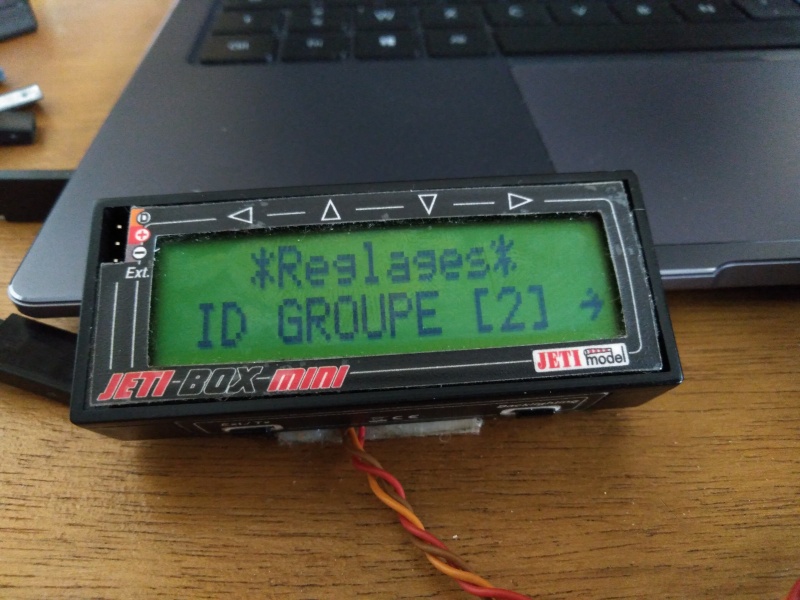 *Reglages*
ID GROUPE [2] →
Ext.
JETI-BOX-MINI
JETI model